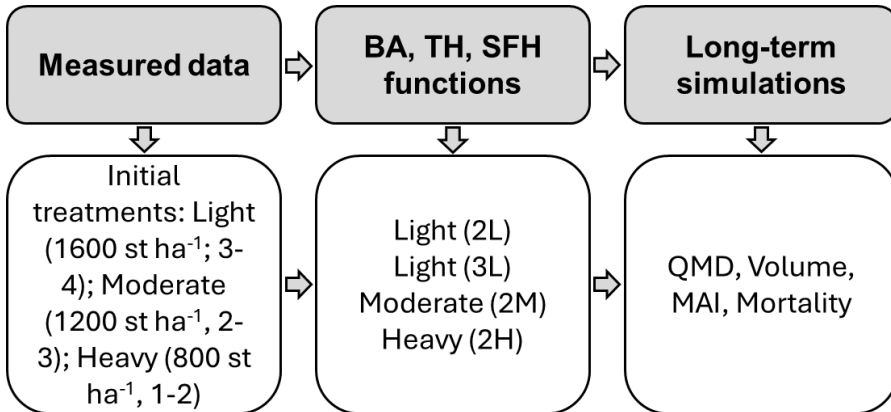 Measured data
BA, TH, SFH
functions
Long-term
simulations
Initial
treatments: Light
(1600 st ha⁻¹; 3-
4); Moderate
(1200 st ha⁻¹, 2-
3); Heavy (800 st
ha⁻¹, 1-2)
Light (2L)
Light (3L)
Moderate (2M)
Heavy (2H)
QMD, Volume,
MAI, Mortality